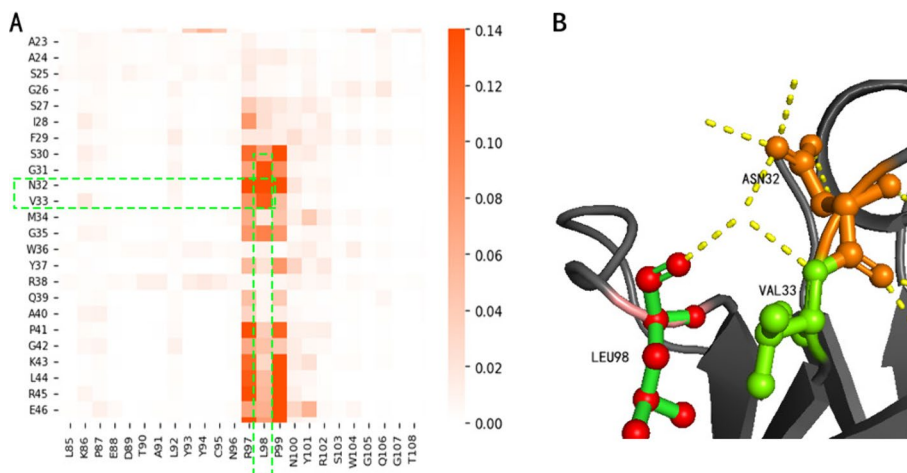 A
A23
A24
S25
G26
S27
I28
F29
S30
G31
N32
V33
M34
G35
W36
Y37
R38
Q39
A40
P41
G42
K43
L44
R45
E46
L85
K86
P87
E88
D89
T90
A91
L92
Y93
Y94
C95
N96
R97
L98
P99
N100
Y101
R102
S103
W104
G105
Q106
G107
T108
0.14
0.12
0.10
0.08
0.06
0.04
0.02
0.00
B
ASN32
VAL33
LEU98